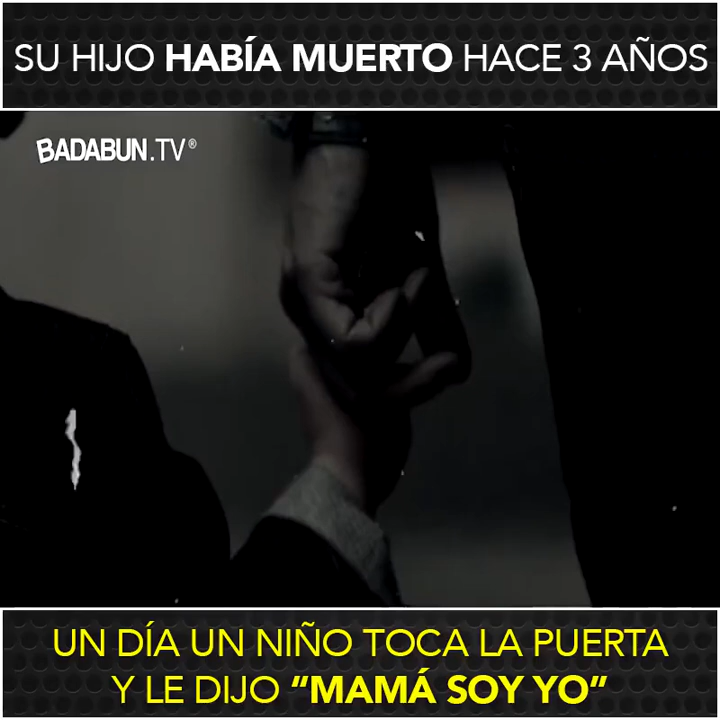 SU HIJO HABÍA MUERTO HACE 3 AÑOS
BADABUN.TV®
UN DÍA UN NIÑO TOCA LA PUERTA
Y LE DIJO “MAMÁ SOY YO”